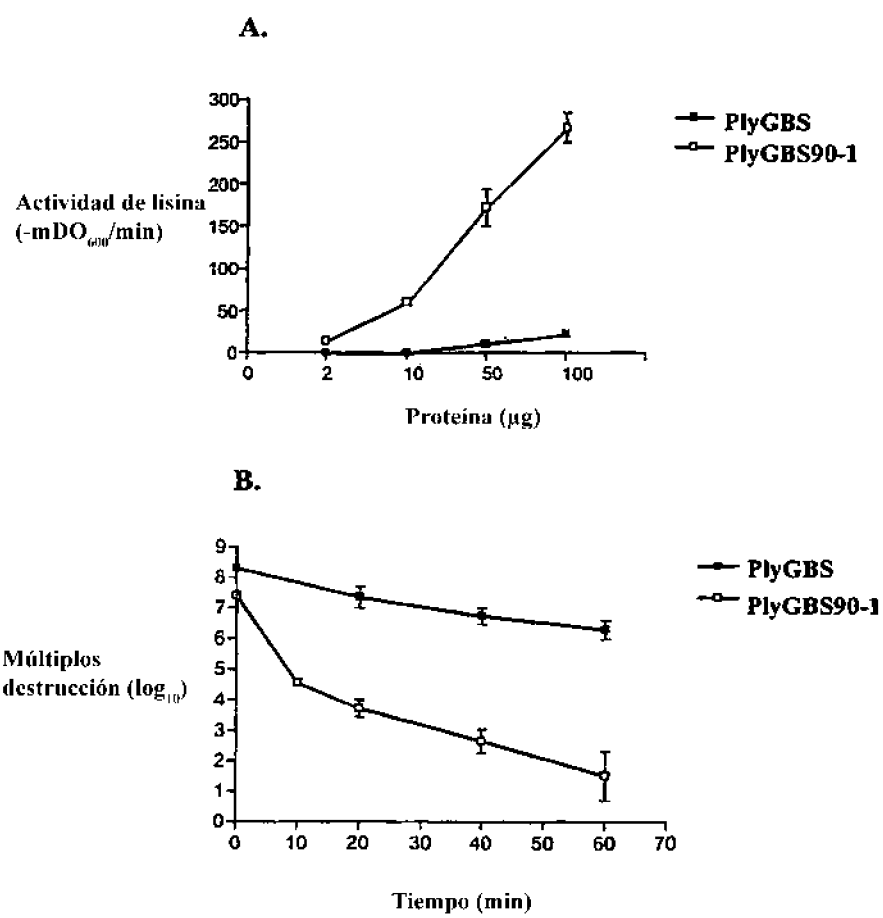 A.
300
250
200
150
100
50
0
Actividad de lisina
(-mDO600/min)
0 2 10 50 100
Proteína (µg)
PlyGBS
PlyGBS90-1
B.
9
8
7
6
5
4
3
2
1
0
Múltiplos
destrucción (log10)
0 10 20 30 40 50 60 70
Tiempo (min)
PlyGBS
PlyGBS90-1